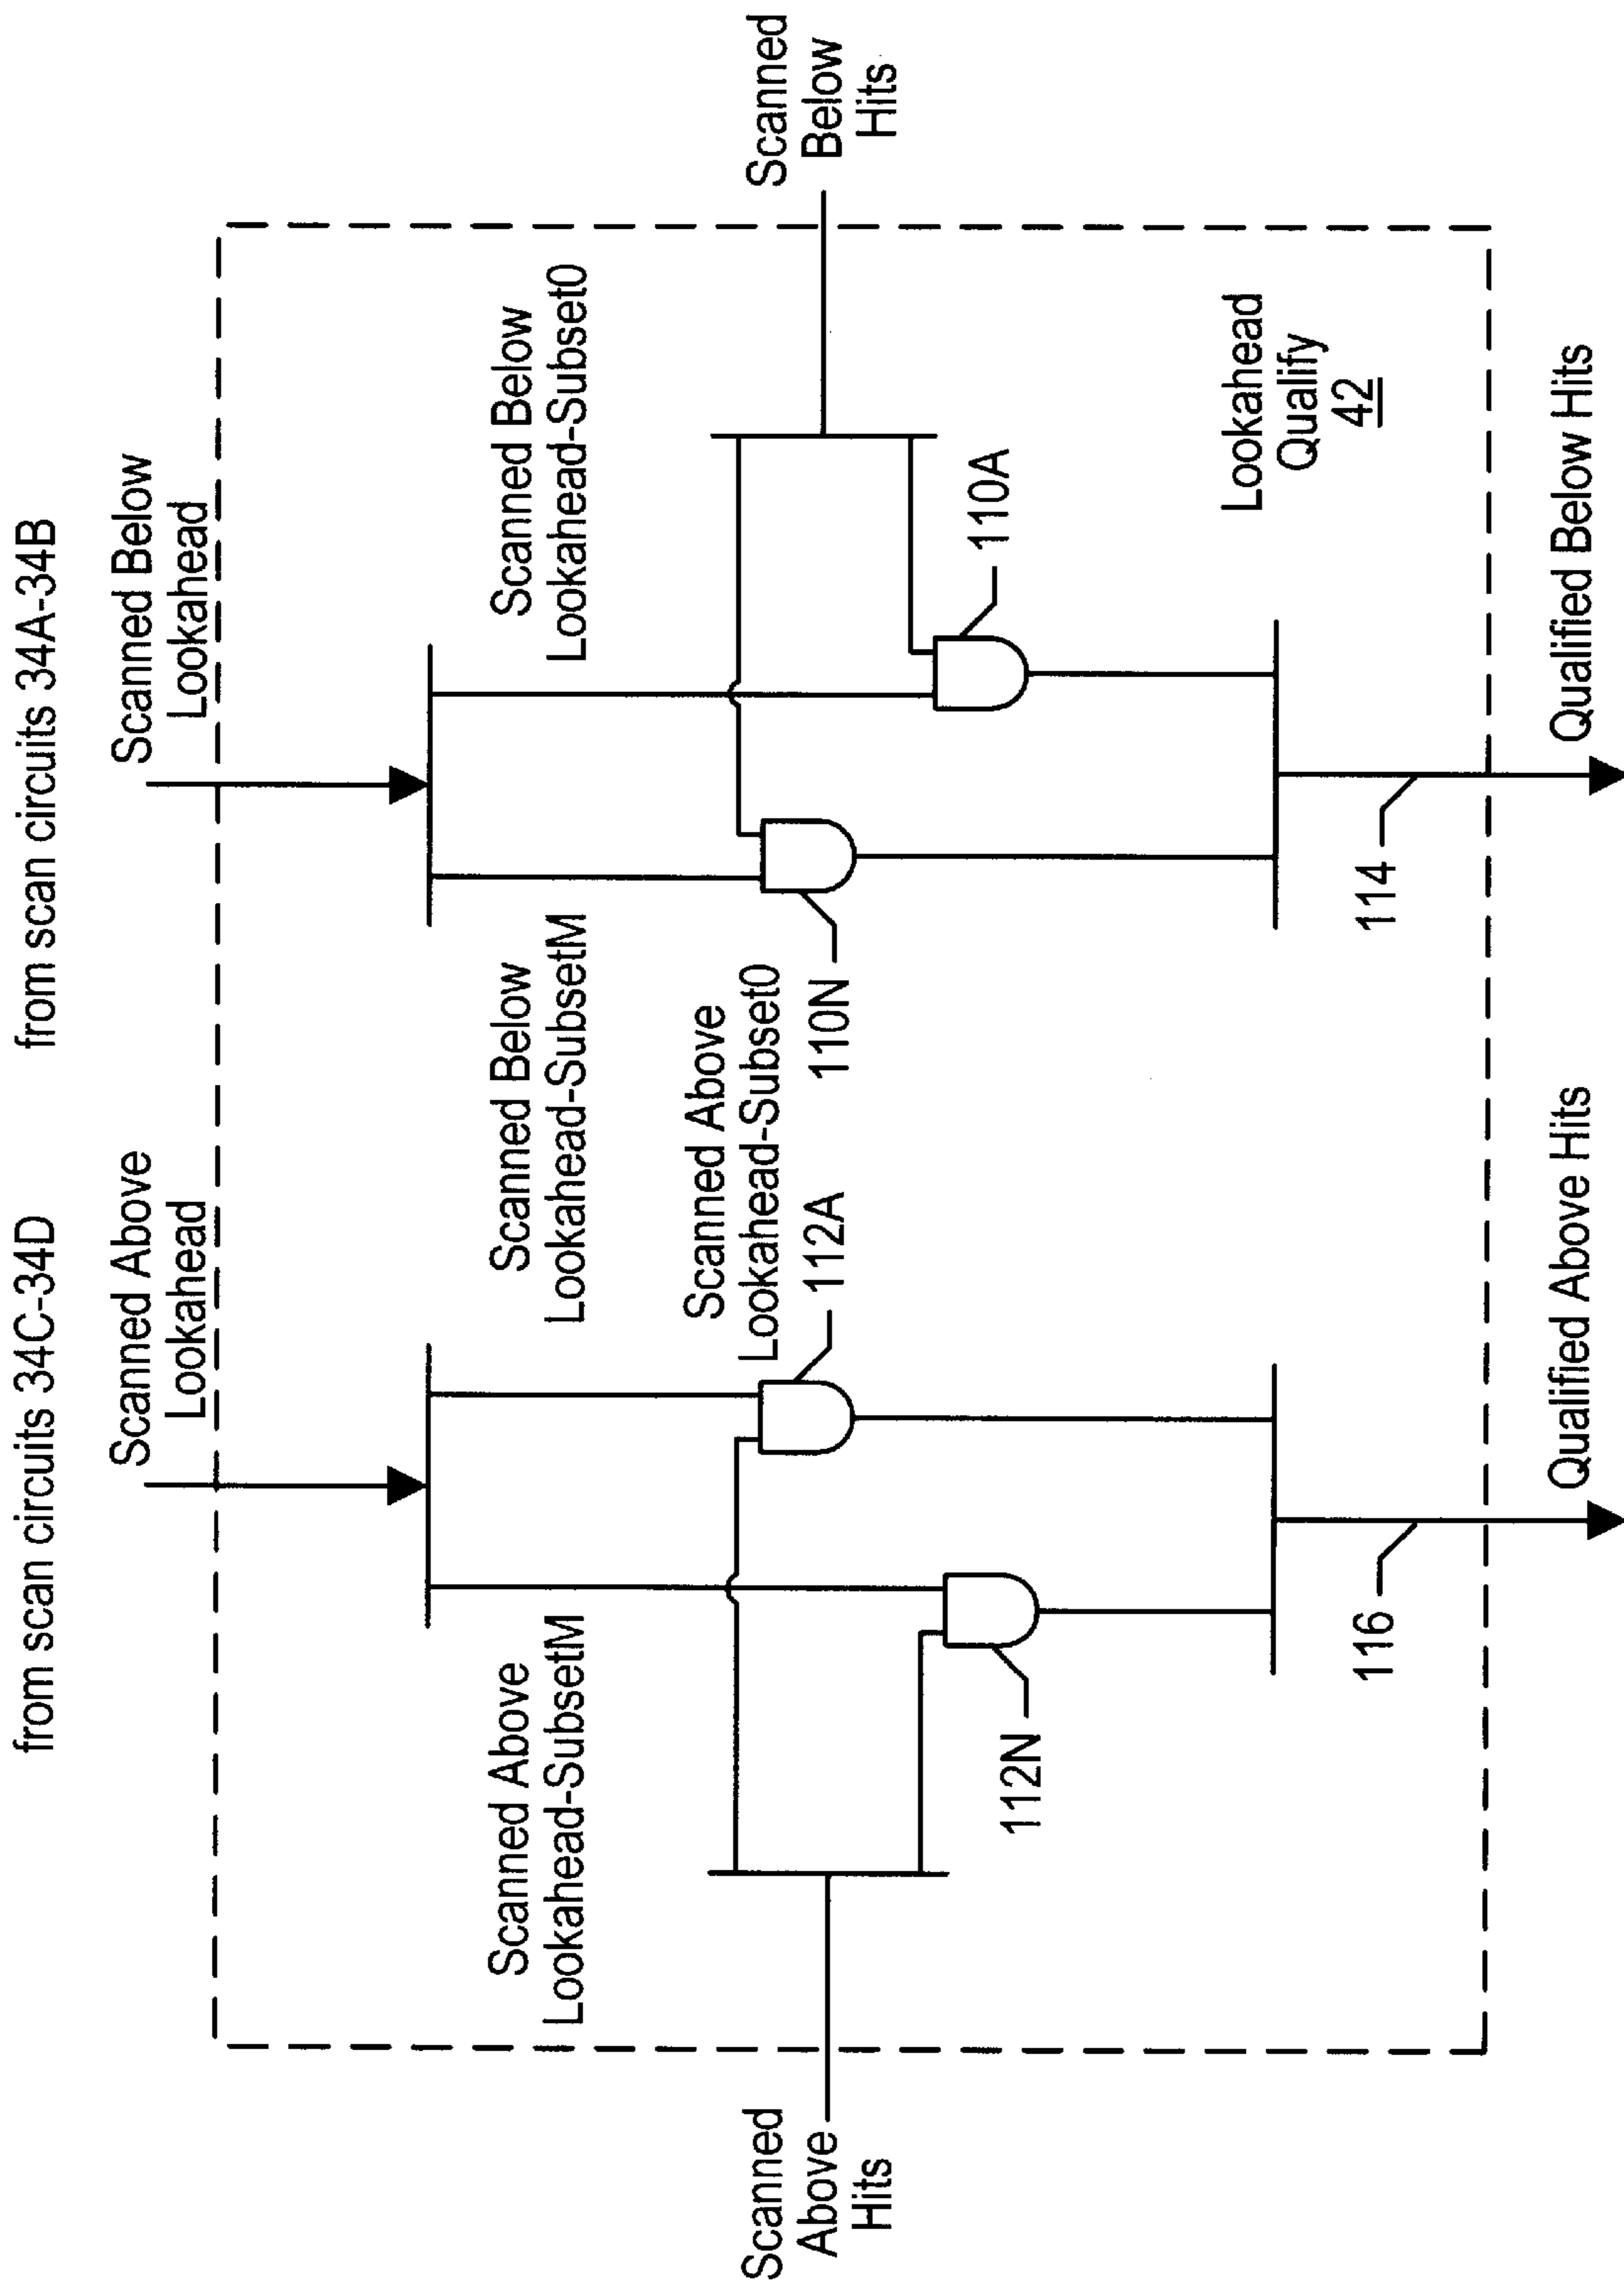 from scan circuits 34C-34D
from scan circuits 34A-34B
Scanned Above
Lookahead
Scanned Below
Lookahead
Scanned Above
Lookahead-SubsetM
Scanned Below
Lookahead-SubsetM
Scanned Below
Lookahead-Subset0
Scanned Above
Lookahead-Subset0
112A
110N
110A
112N
Scanned
Above
Hits
Scanned
Below
Hits
Lookahead
Qualify
42
116
114
Qualified Above Hits
Qualified Below Hits